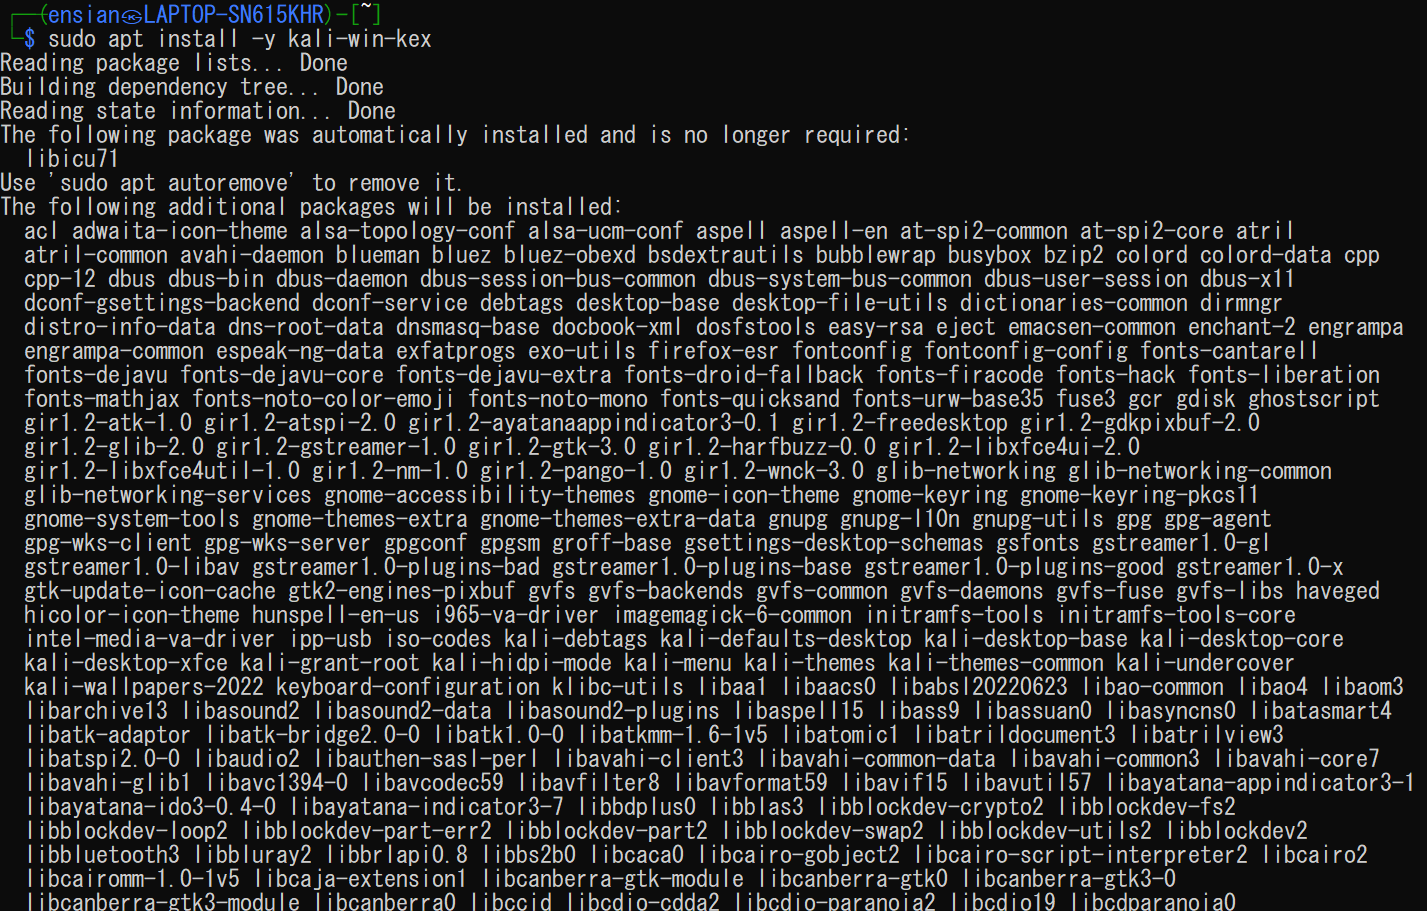 ┌──(ensian㉿LAPTOP-SN615KHR)-[~]
└─$ sudo apt install -y kali-win-kex
Reading package lists... Done
Building dependency tree... Done
Reading state information... Done
The following package was automatically installed and is no longer required:
  libicu71
Use 'sudo apt autoremove' to remove it.
The following additional packages will be installed:
  acl adwaita-icon-theme alsa-topology-conf alsa-ucm-conf aspell aspell-en at-spi2-common at-spi2-core atril
  atril-common avahi-daemon blueman bluez bluez-obexd bsdextrautils bubblewrap busybox bzip2 colord colord-data cpp
  cpp-12 dbus dbus-bin dbus-daemon dbus-session-bus-common dbus-system-bus-common dbus-user-session dbus-x11
  dconf-gsettings-backend dconf-service debtags desktop-base desktop-file-utils dictionaries-common dirmngr
  distro-info-data dns-root-data dnsmasq-base docbook-xml dosfstools easy-rsa eject emacsen-common enchant-2 engrampa
  engrampa-common espeak-ng-data exfatprogs exo-utils firefox-esr fontconfig fontconfig-config fonts-cantarell
  fonts-dejavu fonts-dejavu-core fonts-dejavu-extra fonts-droid-fallback fonts-firacode fonts-hack fonts-liberation
  fonts-mathjax fonts-noto-color-emoji fonts-noto-mono fonts-quicksand fonts-urw-base35 fuse3 gcr gdisk ghostscript
  gir1.2-atk-1.0 gir1.2-atspi-2.0 gir1.2-ayatanaappindicator3-0.1 gir1.2-freedesktop gir1.2-gdkpixbuf-2.0
  gir1.2-glib-2.0 gir1.2-gstreamer-1.0 gir1.2-gtk-3.0 gir1.2-harfbuzz-0.0 gir1.2-libxfce4ui-2.0
  gir1.2-libxfce4util-1.0 gir1.2-nm-1.0 gir1.2-pango-1.0 gir1.2-wnck-3.0 glib-networking glib-networking-common
  glib-networking-services gnome-accessibility-themes gnome-icon-theme gnome-keyring gnome-keyring-pkcs11
  gnome-system-tools gnome-themes-extra gnome-themes-extra-data gnupg gnupg-l10n gnupg-utils gpg gpg-agent
  gpg-wks-client gpg-wks-server gpgconf gpgsm groff-base gsettings-desktop-schemas gsfonts gstreamer1.0-gl
  gstreamer1.0-libav gstreamer1.0-plugins-bad gstreamer1.0-plugins-base gstreamer1.0-plugins-good gstreamer1.0-x
  gtk-update-icon-cache gtk2-engines-pixbuf gvfs gvfs-backends gvfs-common gvfs-daemons gvfs-fuse gvfs-libs haveged
  hicolor-icon-theme hunspell-en-us i965-va-driver imagemagick-6-common initramfs-tools initramfs-tools-core
  intel-media-va-driver ipp-usb iso-codes kali-debtags kali-defaults-desktop kali-desktop-base kali-desktop-core
  kali-desktop-xfce kali-grant-root kali-hidpi-mode kali-menu kali-themes kali-themes-common kali-undercover
  kali-wallpapers-2022 keyboard-configuration klibc-utils libaa1 libaacs0 libabsl20220623 libao-common libao4 libaom3
  libarchive13 libasound2 libasound2-data libasound2-plugins libaspell15 libass9 libassuan0 libasyncns0 libatasmart4
  libatk-adaptor libatk-bridge2.0-0 libatk1.0-0 libatkmm-1.6-1v5 libatomic1 libatrildocument3 libatrilview3
  libatspi2.0-0 libaudio2 libauthen-sasl-perl libavahi-client3 libavahi-common-data libavahi-common3 libavahi-core7
  libavahi-glib1 libavc1394-0 libavcodec59 libavfilter8 libavformat59 libavif15 libavutil57 libayatana-appindicator3-1
  libayatana-ido3-0.4-0 libayatana-indicator3-7 libbdplus0 libblas3 libblockdev-crypto2 libblockdev-fs2
  libblockdev-loop2 libblockdev-part-err2 libblockdev-part2 libblockdev-swap2 libblockdev-utils2 libblockdev2
  libbluetooth3 libbluray2 libbrlapi0.8 libbs2b0 libcaca0 libcairo-gobject2 libcairo-script-interpreter2 libcairo2
  libcairomm-1.0-1v5 libcaja-extension1 libcanberra-gtk-module libcanberra-gtk0 libcanberra-gtk3-0
  libcanberra-gtk3-module libcanberra0 libccid libcdio-cdda2 libcdio-paranoia2 libcdio19 libcdparanoia0